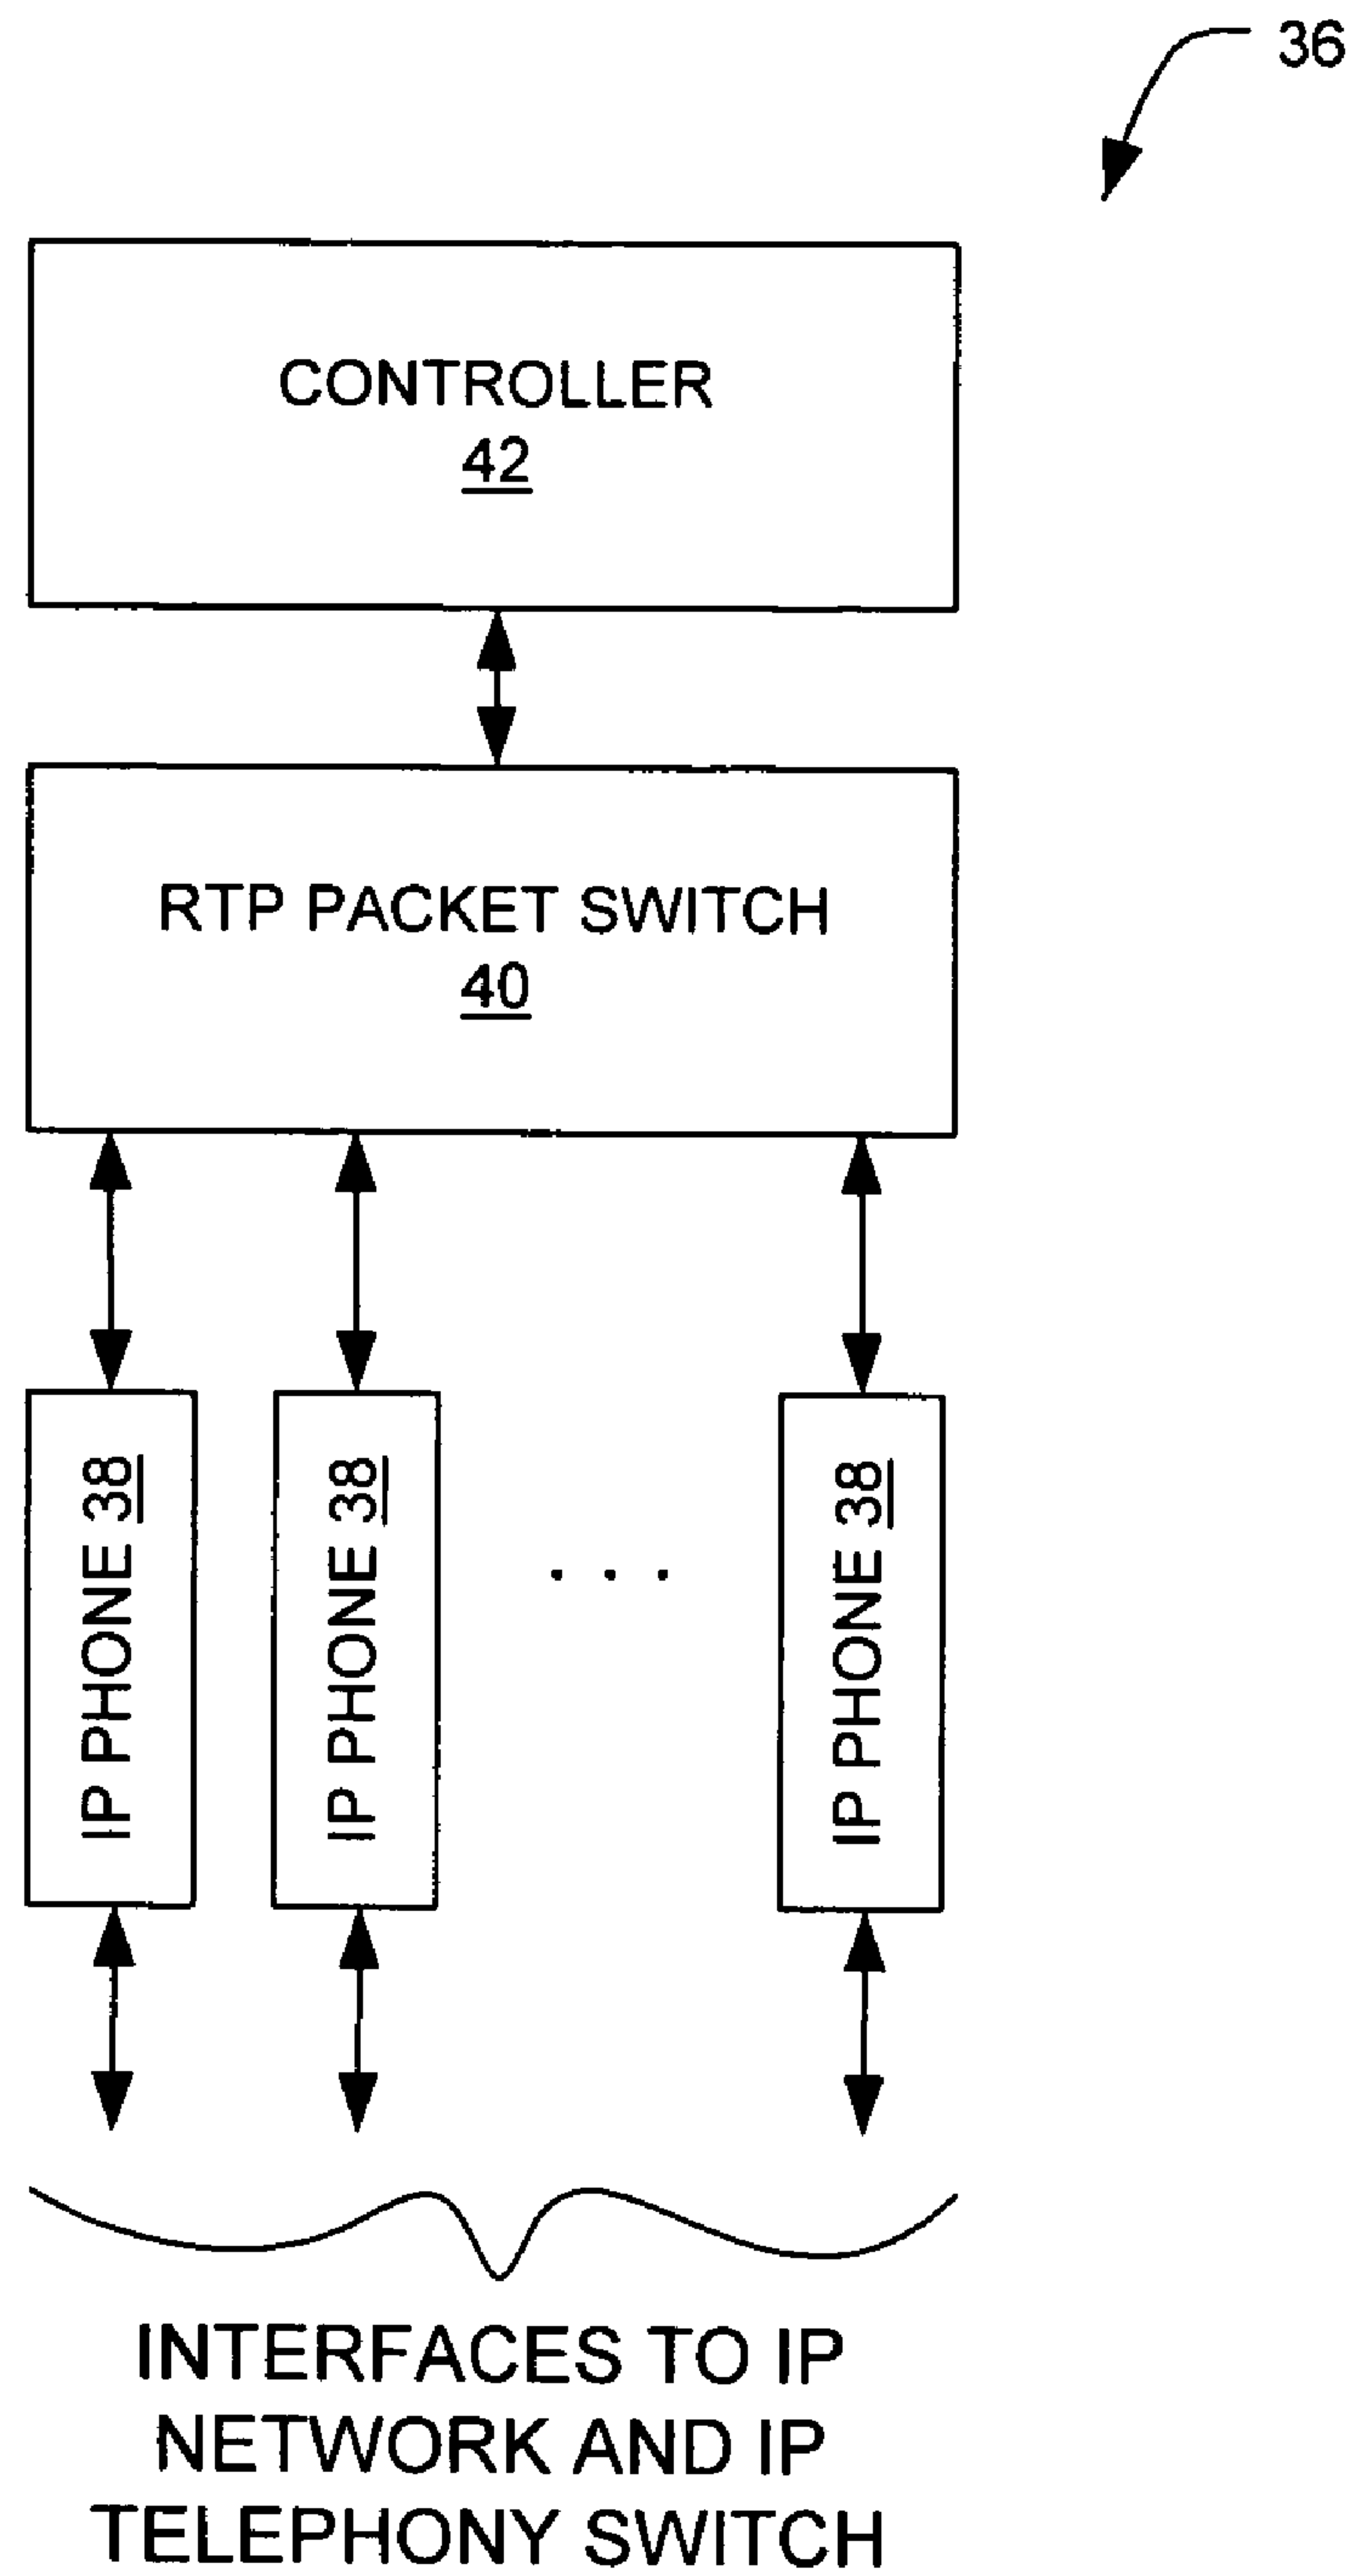 36
CONTROLLER
42
RTP PACKET SWITCH
40
IP PHONE 38
IP PHONE 38
. . .
IP PHONE 38
INTERFACES TO IP
NETWORK AND IP
TELEPHONY SWITCH